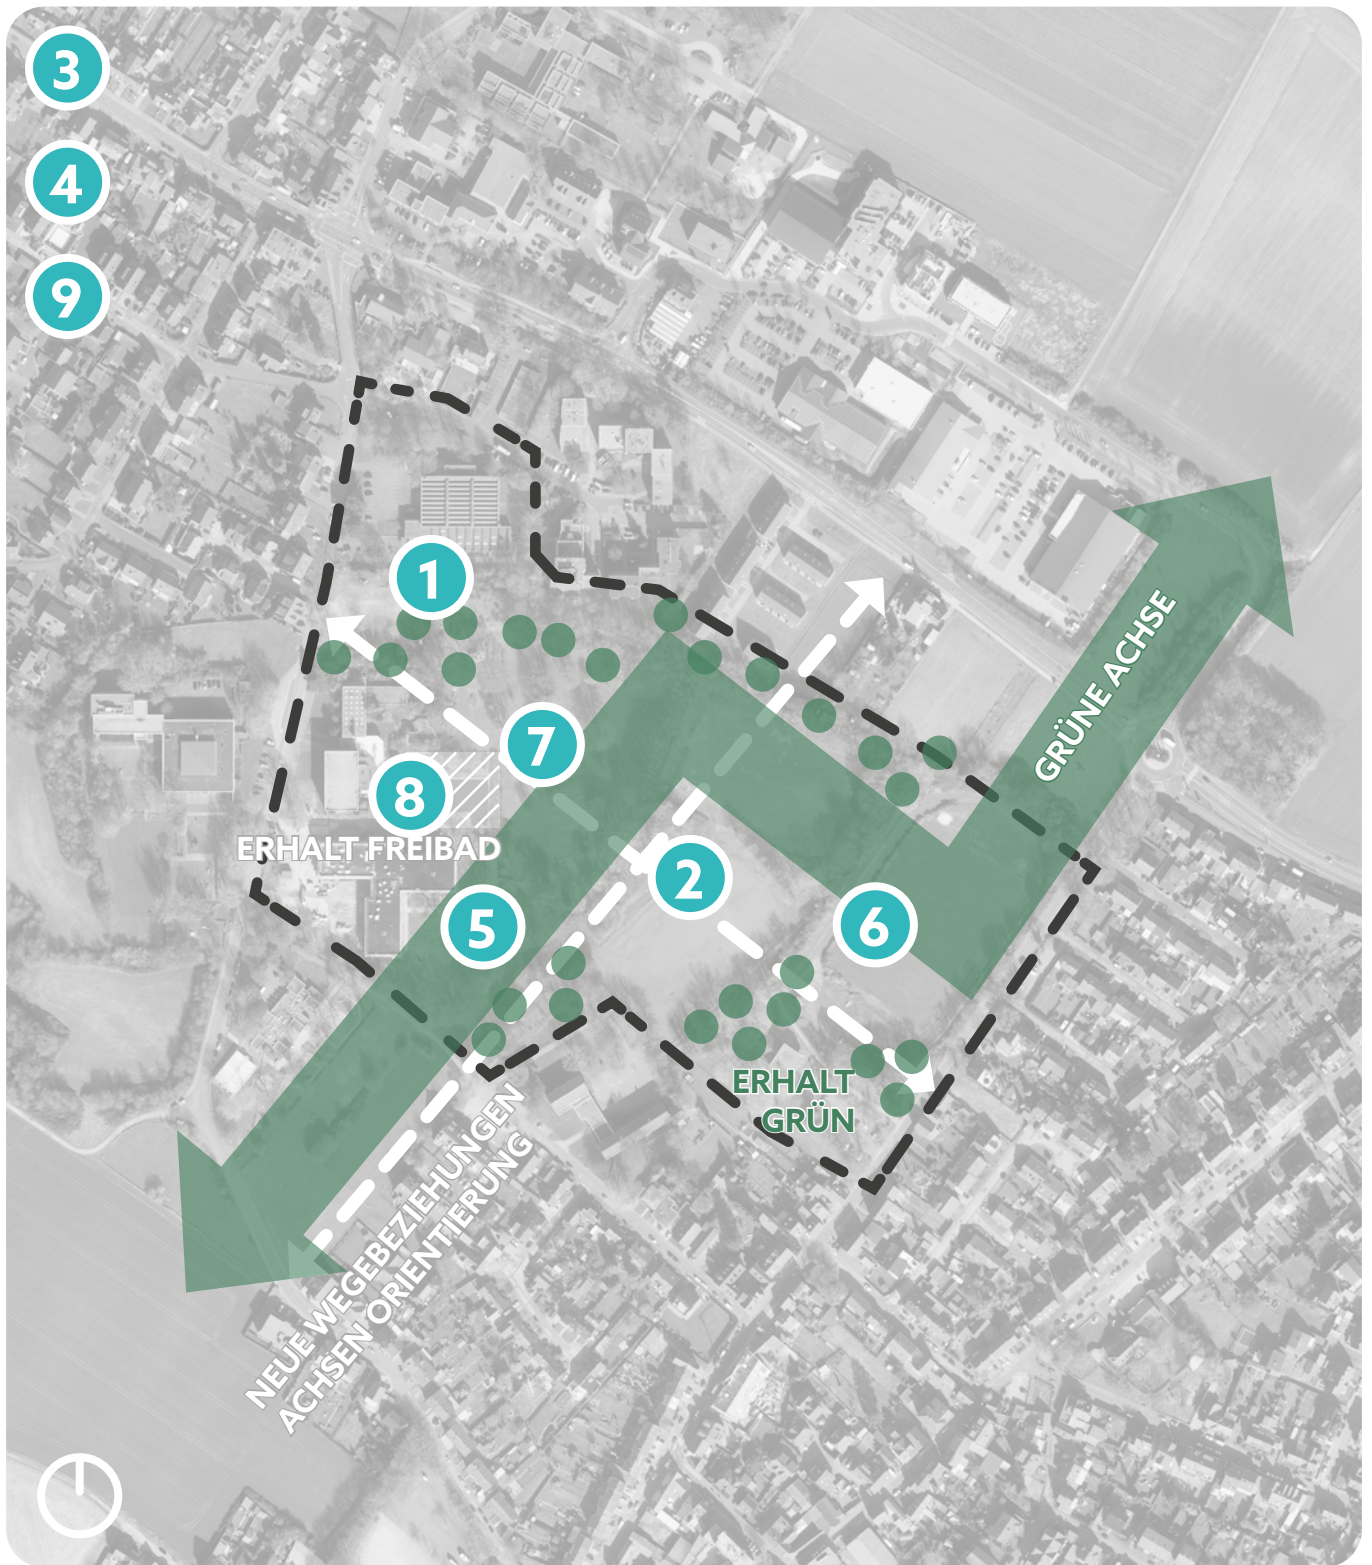 3
4
9
1
7
8
ERHALT FREIBAD
2
5
6
GRÜNE ACHSE
ERHALT
GRÜN
NEUE WEGEBEZIEHUNGEN
ACHSEN ORIENTIERUNG